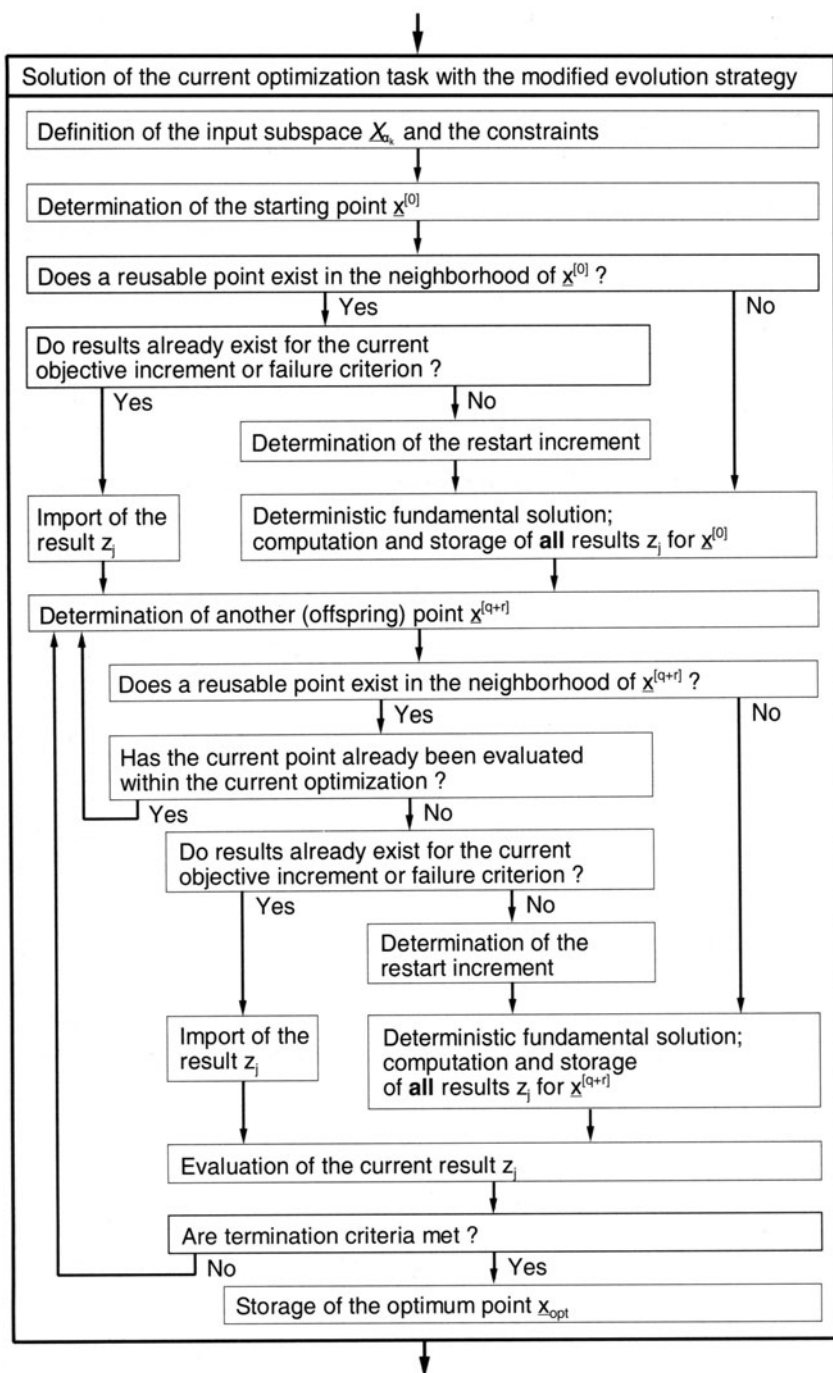 Solution of the current optimization task with the modified evolution strategy
Definition of the input subspace X_αk and the constraints
Determination of the starting point x^[0]
Does a reusable point exist in the neighborhood of x^[0] ?
Yes
No
Do results already exist for the current
objective increment or failure criterion ?
Yes
No
Determination of the restart increment
Import of the
result z_j
Deterministic fundamental solution;
computation and storage of all results z_j for x^[0]
Determination of another (offspring) point x^[q+r]
Does a reusable point exist in the neighborhood of x^[q+r] ?
Yes
No
Has the current point already been evaluated
within the current optimization ?
Yes
No
Do results already exist for the current
objective increment or failure criterion ?
Yes
No
Determination of the
restart increment
Import of the
result z_j
Deterministic fundamental solution;
computation and storage
of all results z_j for x^[q+r]
Evaluation of the current result z_j
Are termination criteria met ?
No
Yes
Storage of the optimum point x_opt